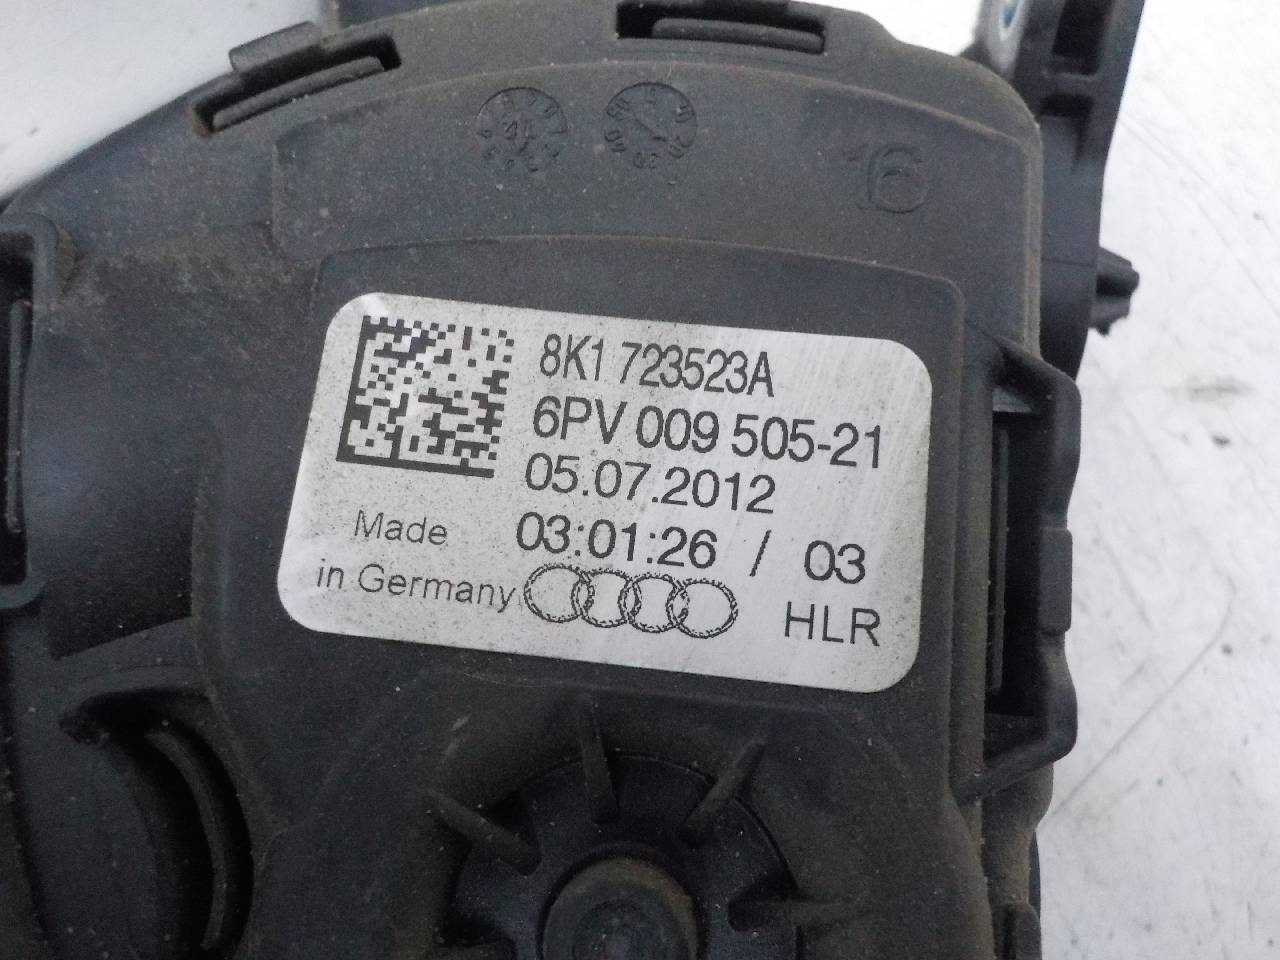 16
8K1 723523A
6PV 009 505-21
05.07.2012
Made 03:01:26 / 03
in Germany HLR